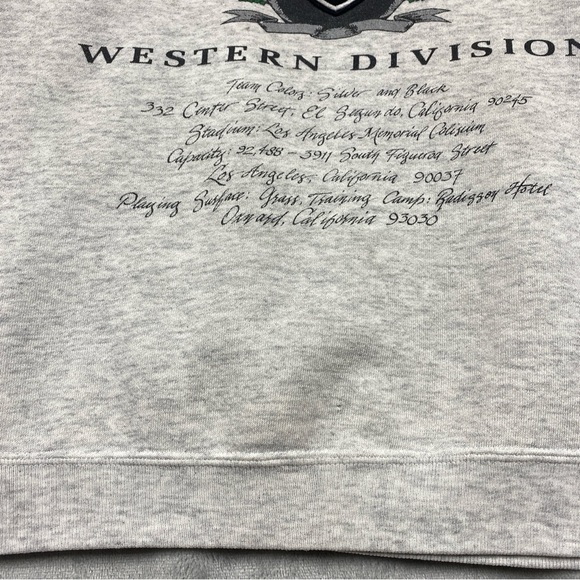 WESTERN DIVISION
Team Colors: Silver and Black
332 Center Street, El Segundo, California 90245
Stadium: Los Angeles Memorial Coliseum
Capacity: 92,488 - 3911 South Figueroa Street
Los Angeles, California 90037
Playing Surface: Grass, Training Camp: Radisson Hotel
Oxnard, California 93030